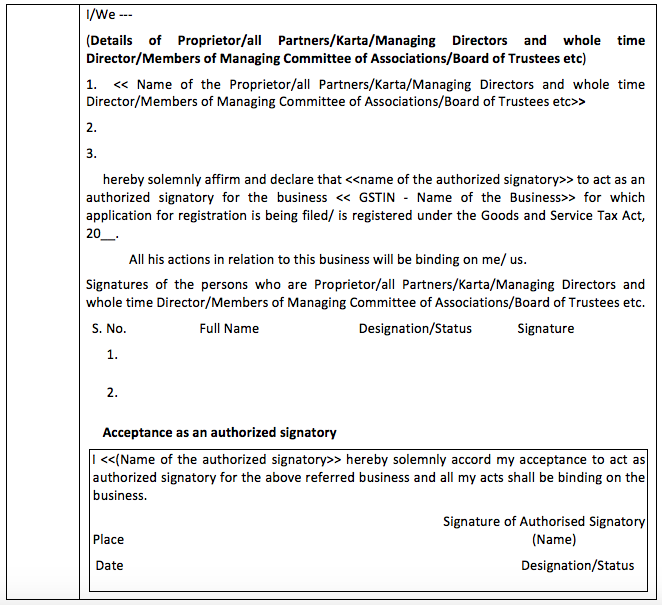 I/We ---
(Details of Proprietor/all Partners/Karta/Managing Directors and whole time
Director/Members of Managing Committee of Associations/Board of Trustees etc)
1. << Name of the Proprietor/all Partners/Karta/Managing Directors and whole time
Director/Members of Managing Committee of Associations/Board of Trustees etc>>
2.
3.
hereby solemnly affirm and declare that <<name of the authorized signatory>> to act as an
authorized signatory for the business << GSTIN - Name of the Business>> for which
application for registration is being filed/ is registered under the Goods and Service Tax Act,
20__.
All his actions in relation to this business will be binding on me/ us.
Signatures of the persons who are Proprietor/all Partners/Karta/Managing Directors and
whole time Director/Members of Managing Committee of Associations/Board of Trustees etc.
S. No. Full Name Designation/Status Signature
1.
2.
Acceptance as an authorized signatory
I <<(Name of the authorized signatory>> hereby solemnly accord my acceptance to act as
authorized signatory for the above referred business and all my acts shall be binding on the
business.
Signature of Authorised Signatory
Place (Name)
Date Designation/Status